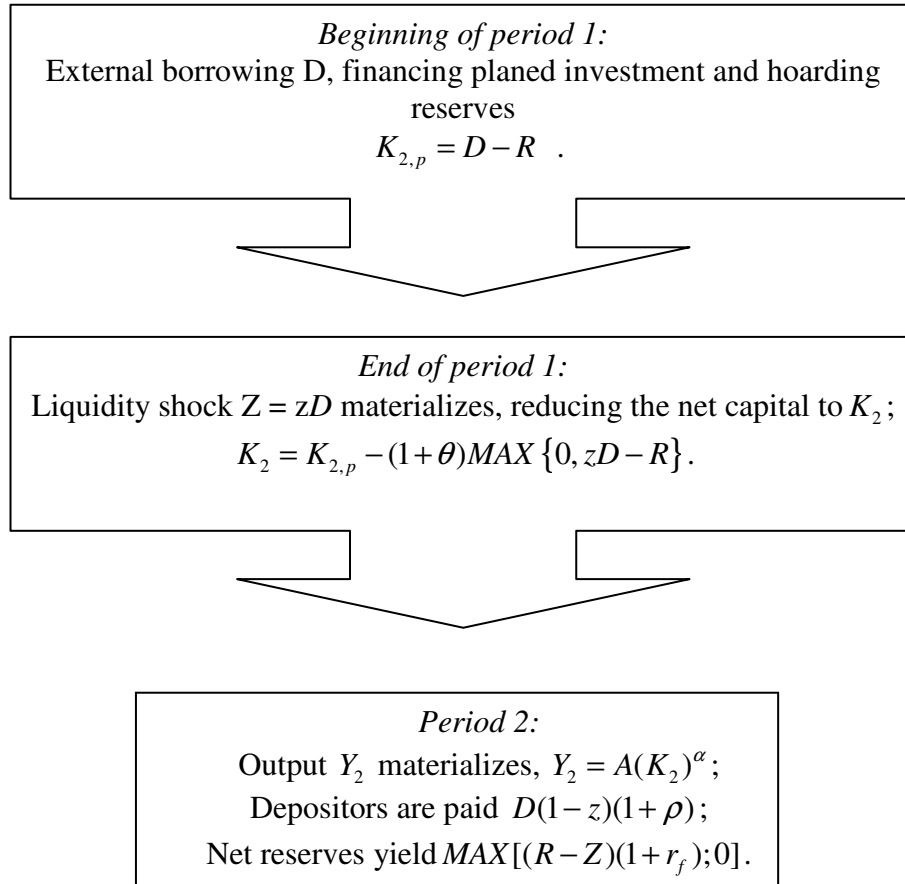 Beginning of period 1:
External borrowing D, financing planed investment and hoarding
reserves
K_{2,p} = D − R .
End of period 1:
Liquidity shock Z = zD materializes, reducing the net capital to K_2 ;
K_2 = K_{2,p} − (1+θ)MAX {0, zD − R}.
Period 2:
Output Y_2 materializes, Y_2 = A(K_2)^α ;
Depositors are paid D(1−z)(1+ρ) ;
Net reserves yield MAX[(R−Z)(1+r_f);0].